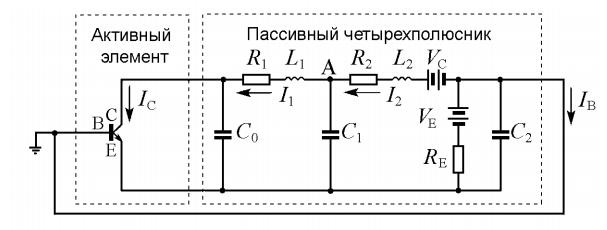 Активный элемент
Пассивный четырехполюсник
R1 L1 A R2 L2 VC
IC I1 I2 IB
B C E
C0 C1 VE RE C2